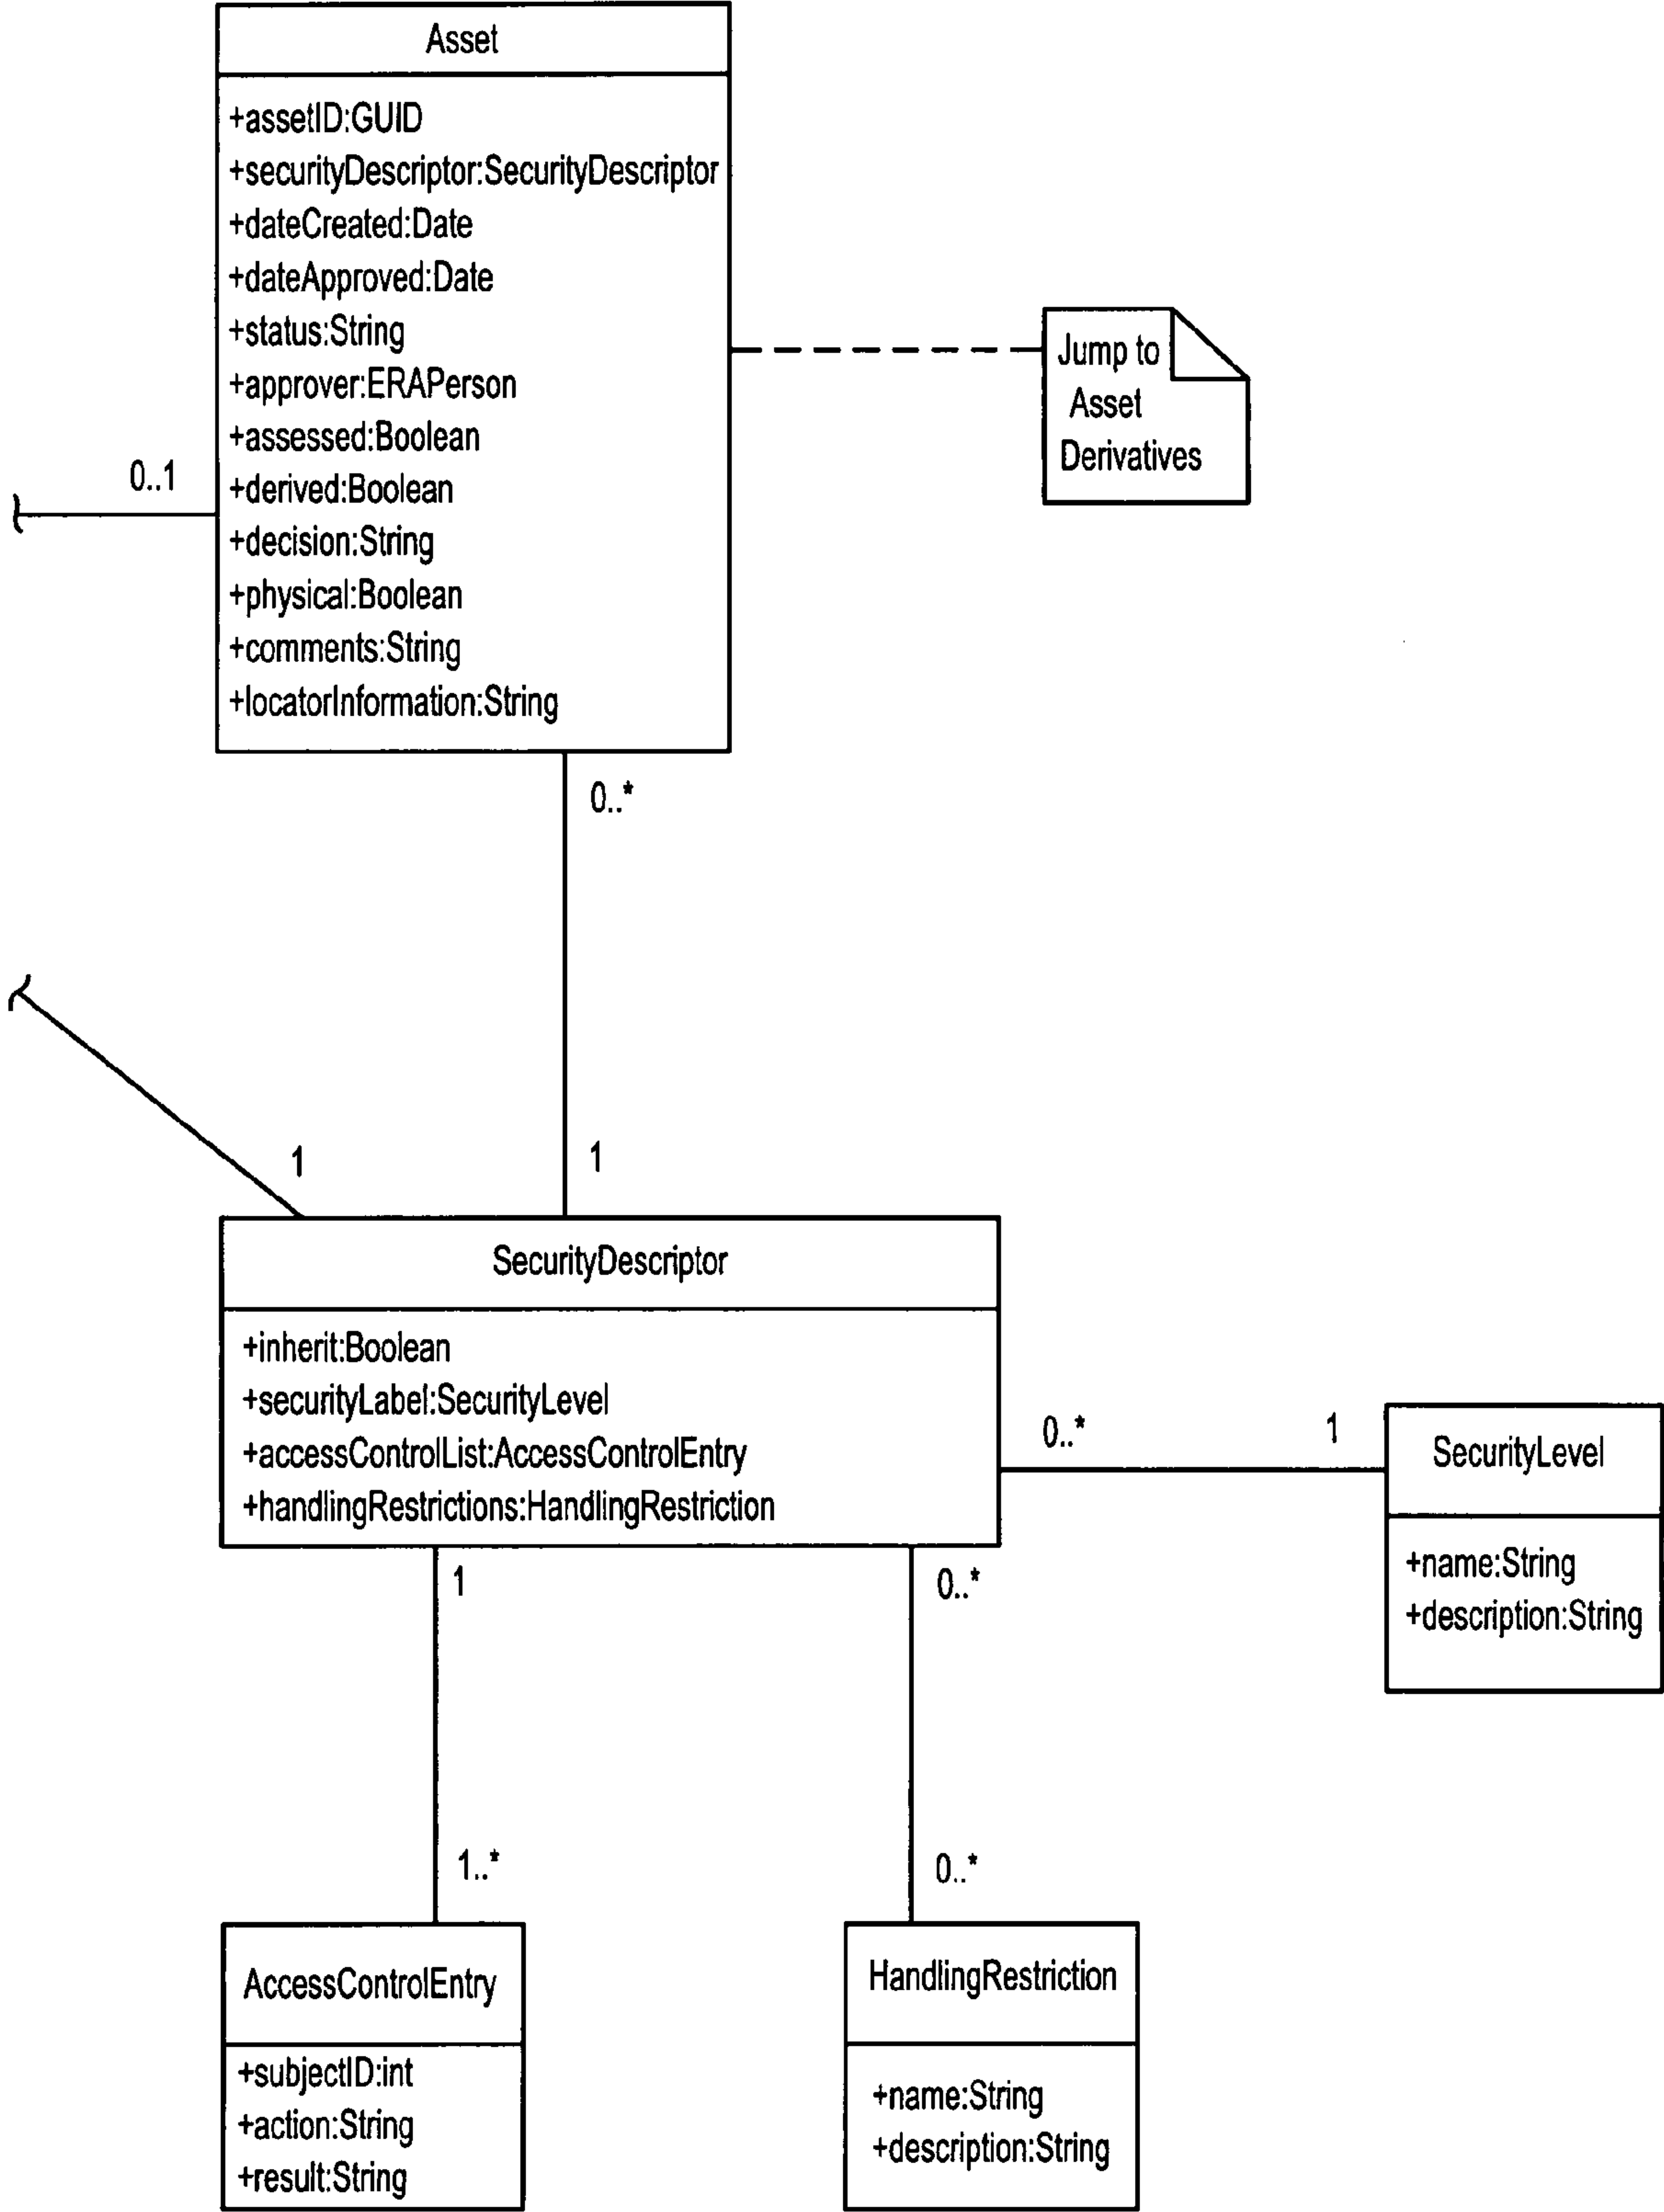 Asset
+assetID:GUID
+securityDescriptor:SecurityDescriptor
+dateCreated:Date
+dateApproved:Date
+status:String
+approver:ERAPerson
+assessed:Boolean
+derived:Boolean
+decision:String
+physical:Boolean
+comments:String
+locatorInformation:String
Jump to
Asset
Derivatives
0..1
0..*
1
1
SecurityDescriptor
+inherit:Boolean
+securityLabel:SecurityLevel
+accessControlList:AccessControlEntry
+handlingRestrictions:HandlingRestriction
0..*
1
SecurityLevel
+name:String
+description:String
1
0..*
1..*
0..*
AccessControlEntry
+subjectID:int
+action:String
+result:String
HandlingRestriction
+name:String
+description:String